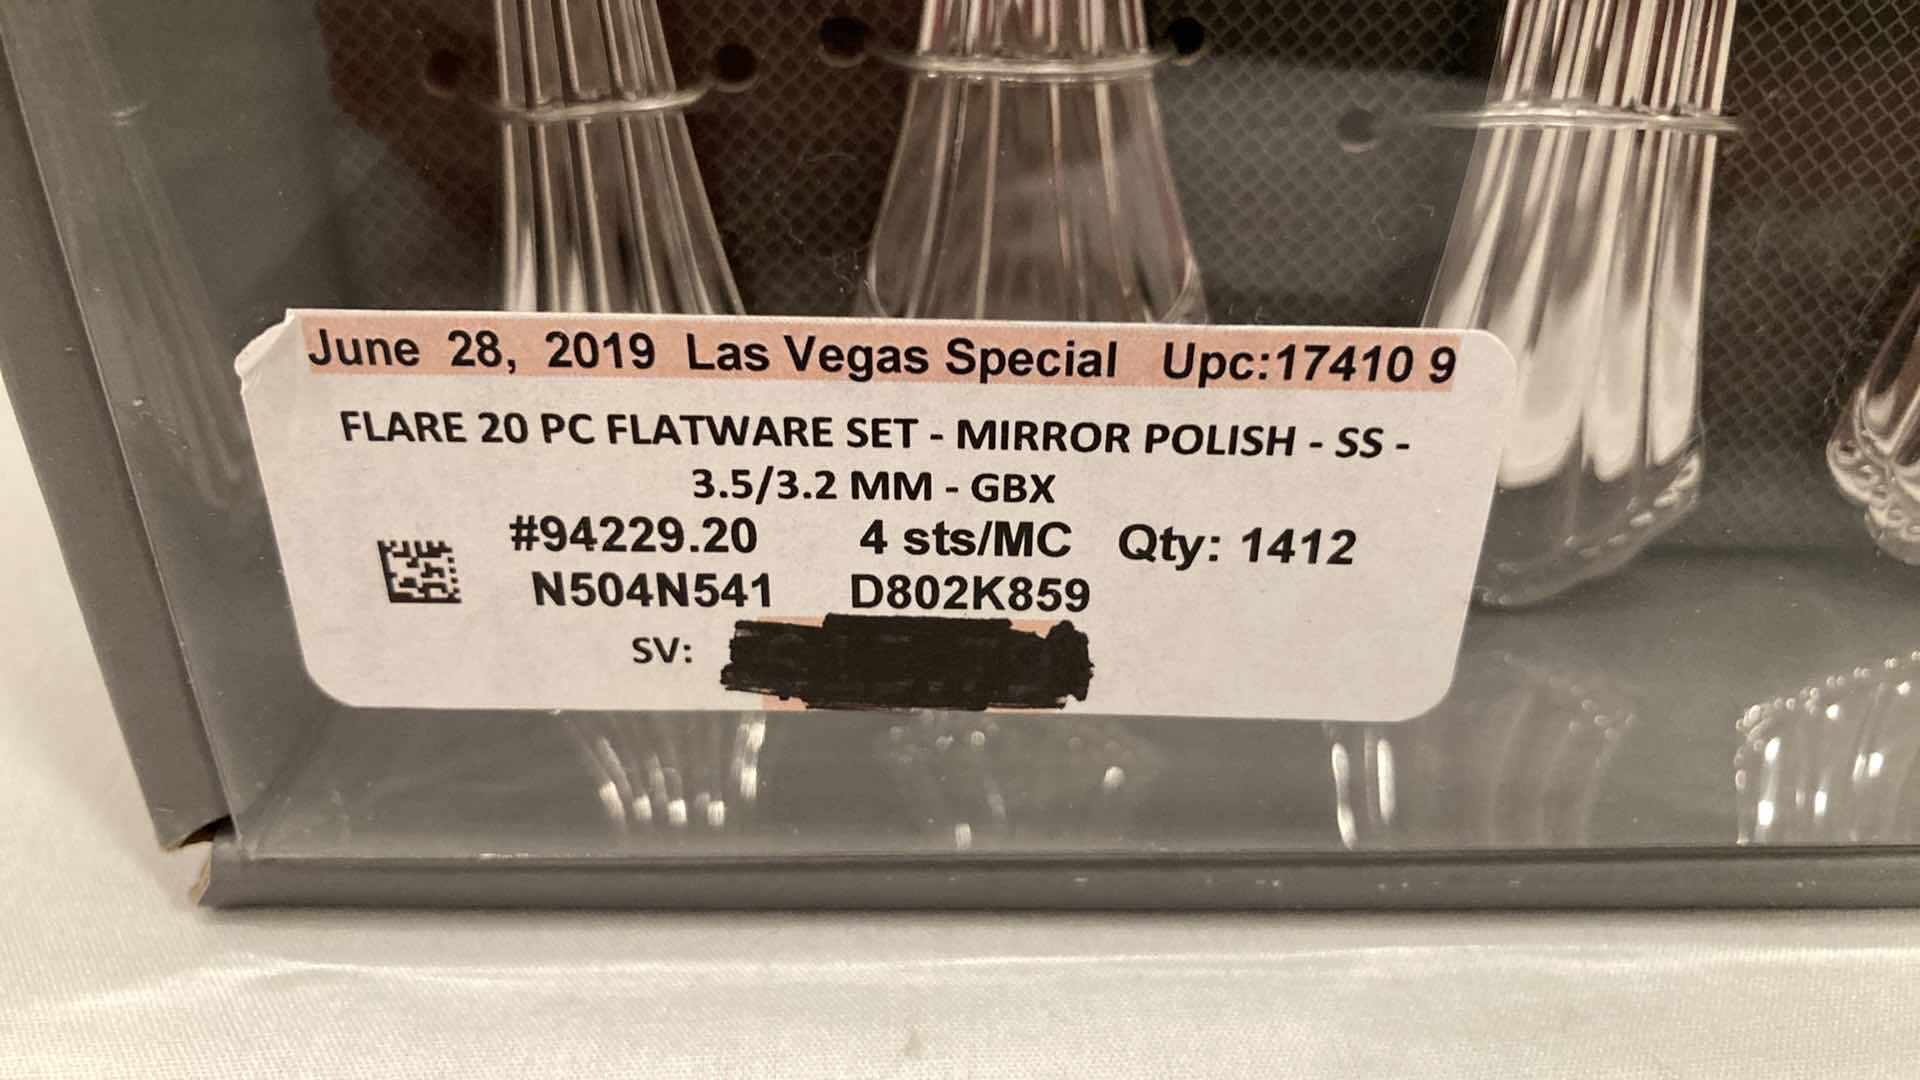 June 28, 2019 Las Vegas Special Upc:17410 9
FLARE 20 PC FLATWARE SET - MIRROR POLISH - SS -
3.5/3.2 MM - GBX
#94229.20 4 sts/MC Qty: 1412
N504N541 D802K859
SV: